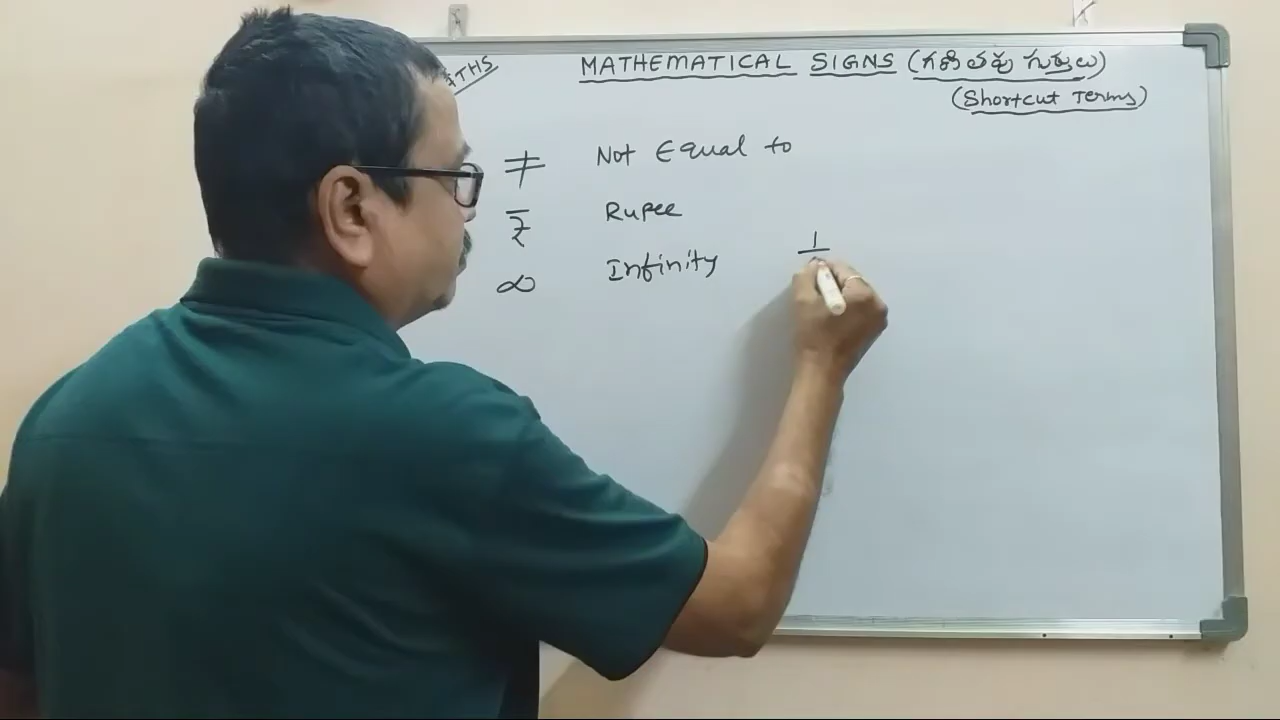 MATHEMATICAL SIGNS (గణితపు గుర్తులు)
(Shortcut Terms)
≠ Not Equal to
₹ Rupee
∞ Infinity 1